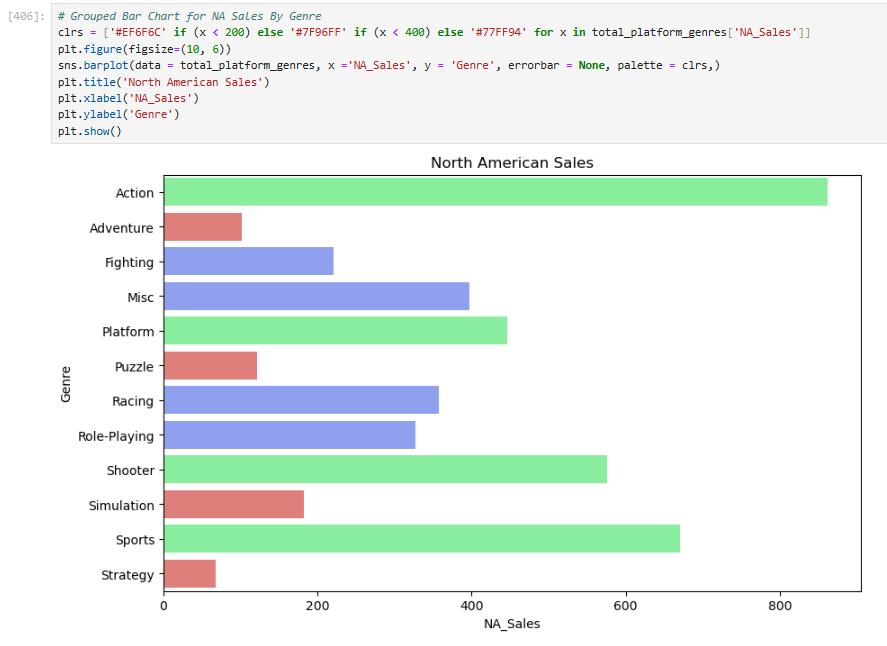 [406]:
# Grouped Bar Chart for NA Sales By Genre
clrs = ['#EF6F6C' if (x < 200) else '#7F96FF' if (x < 400) else '#77FF94' for x in total_platform_genres['NA_Sales']]
plt.figure(figsize=(10, 6))
sns.barplot(data = total_platform_genres, x ='NA_Sales', y = 'Genre', errorbar = None, palette = clrs,)
plt.title('North American Sales')
plt.xlabel('NA_Sales')
plt.ylabel('Genre')
plt.show()
North American Sales
Genre
Action
Adventure
Fighting
Misc
Platform
Puzzle
Racing
Role-Playing
Shooter
Simulation
Sports
Strategy
0 200 400 600 800
NA_Sales